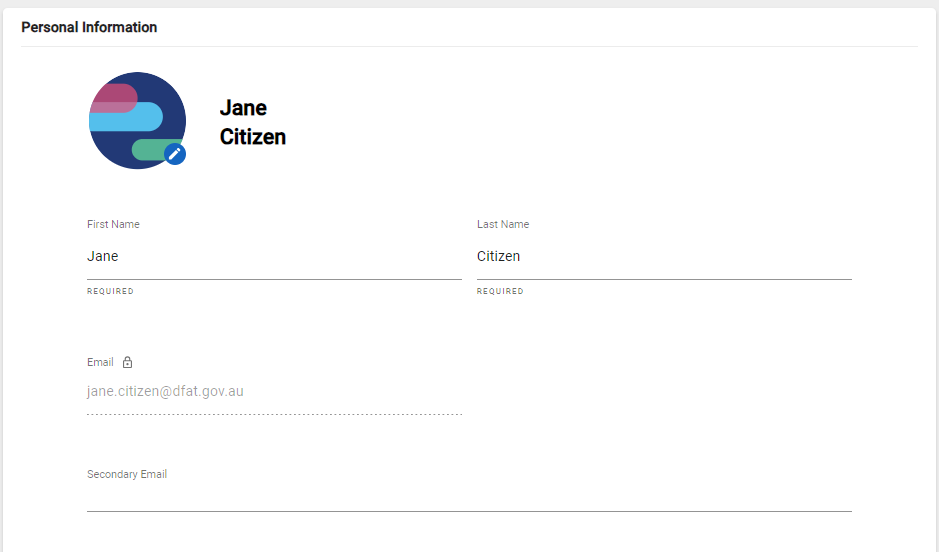 Personal Information
Jane
Citizen
First Name
Last Name
Jane
Citizen
REQUIRED
REQUIRED
Email
jane.citizen@dfat.gov.au
Secondary Email